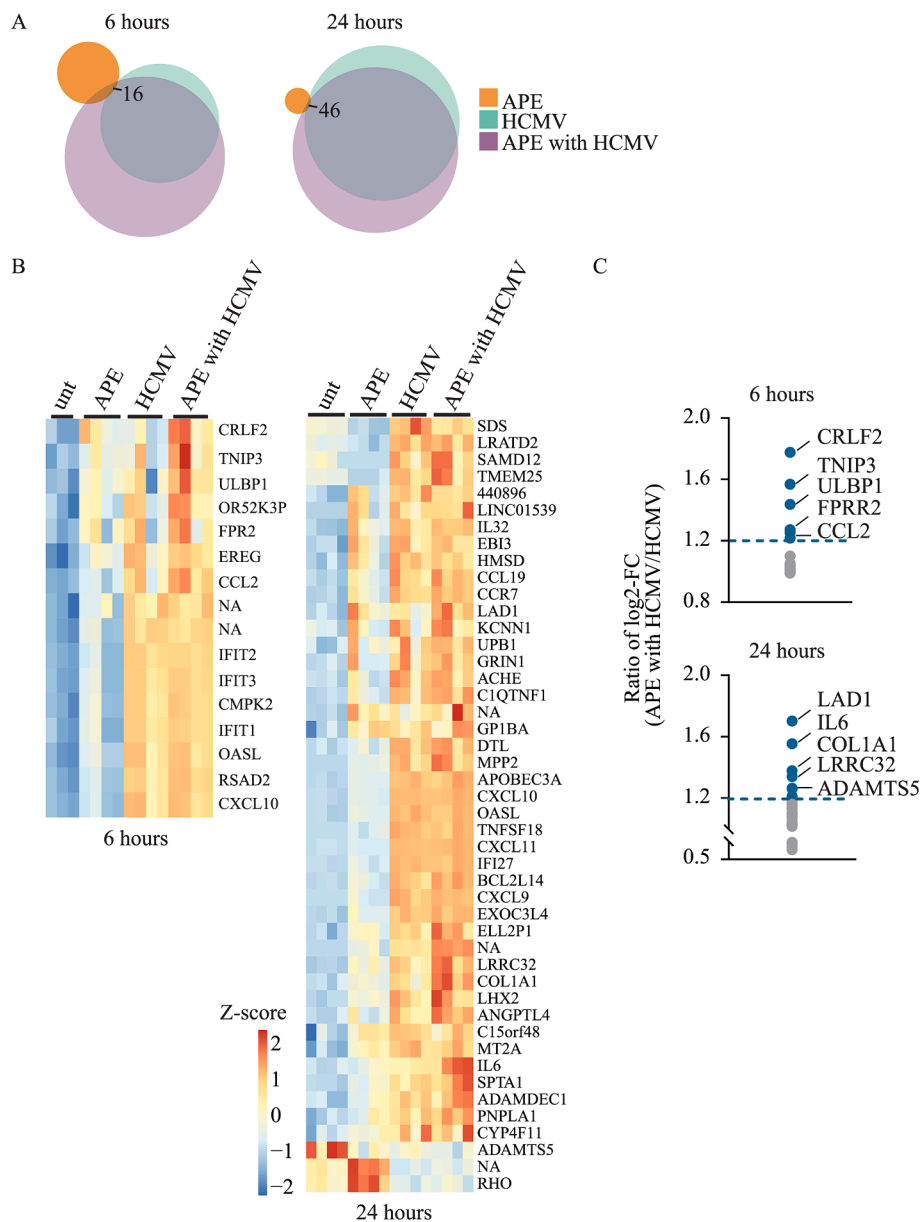 A
6 hours
24 hours
16
46
APE
HCMV
APE with HCMV
B
C
unt
APE
HCMV
APE with HCMV
CRLF2
TNIP3
ULBP1
OR52K3P
FPR2
EREG
CCL2
NA
NA
IFIT2
IFIT3
CMPK2
IFIT1
OASL
RSAD2
CXCL10
6 hours
unt
APE
HCMV
APE with HCMV
SDS
LRATD2
SAMD12
TMEM25
440896
LINC01539
IL32
EBI3
HMSD
CCL19
CCR7
LAD1
KCNN1
UPB1
GRIN1
ACHE
C1QTNF1
NA
GP1BA
DTL
MPP2
APOBEC3A
CXCL10
OASL
TNFSF18
CXCL11
IFI27
BCL2L14
CXCL9
EXOC3L4
ELL2P1
NA
LRRC32
COL1A1
LHX2
ANGPTL4
C15orf48
MT2A
IL6
SPTA1
ADAMDEC1
PNPLA1
CYP4F11
ADAMTS5
NA
RHO
24 hours
Z-score
2
1
0
−1
−2
Ratio of log2-FC
(APE with HCMV/HCMV)
6 hours
2.0
1.6
1.2
0.8
CRLF2
TNIP3
ULBP1
FPRR2
CCL2
24 hours
2.0
1.6
1.2
0.5
LAD1
IL6
COL1A1
LRRC32
ADAMTS5